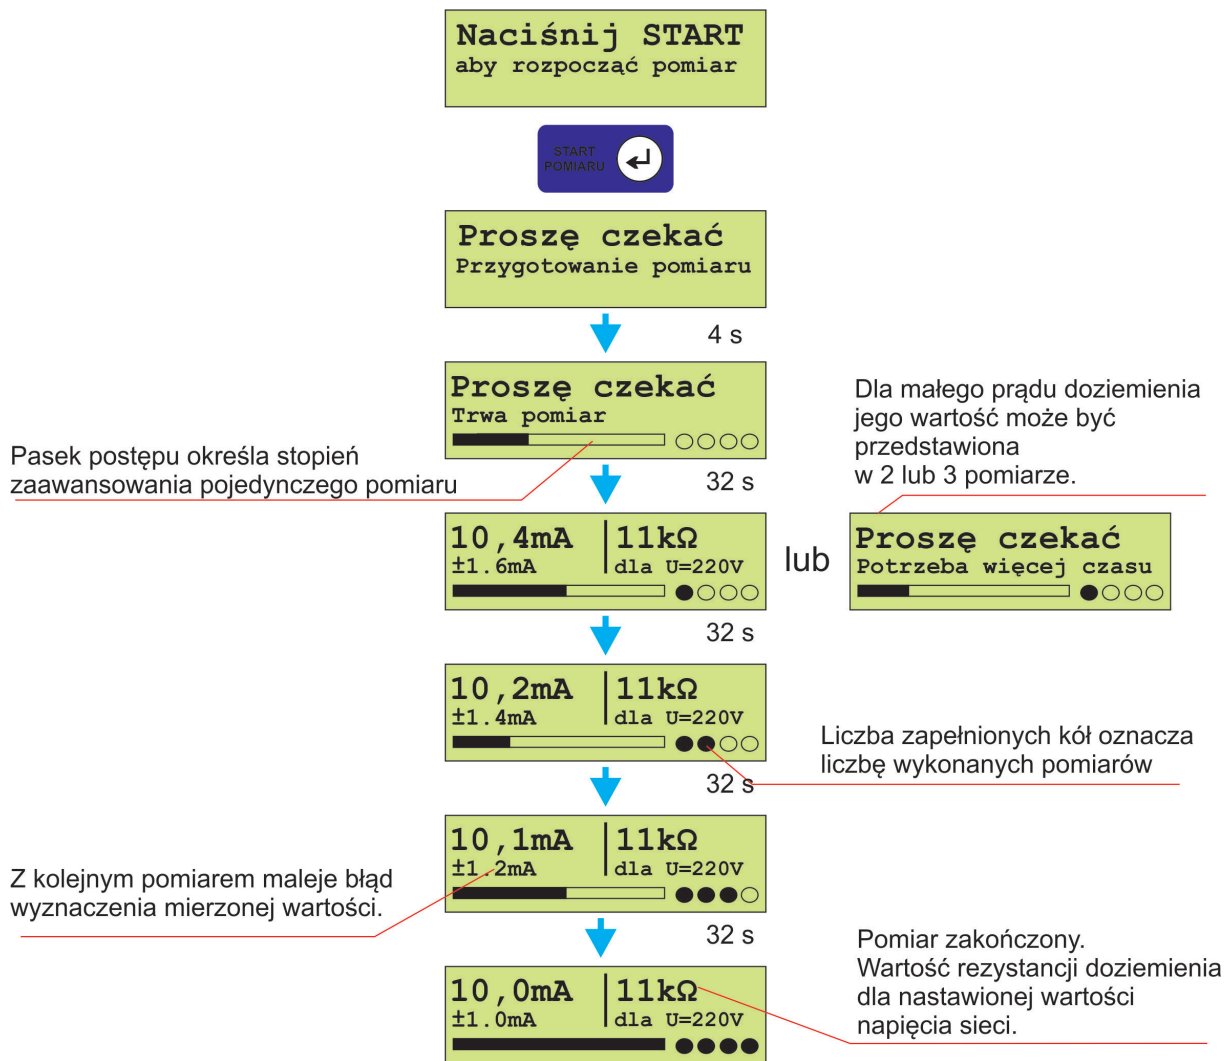 Naciśnij START
aby rozpocząć pomiar
START
POMIARU
Proszę czekać
Przygotowanie pomiaru
4 s
Proszę czekać
Trwa pomiar
Pasek postępu określa stopień
zaawansowania pojedynczego pomiaru
32 s
Dla małego prądu doziemienia
jego wartość może być
przedstawiona
w 2 lub 3 pomiarze.
10,4mA 11kΩ
±1.6mA dla U=220V
lub
Proszę czekać
Potrzeba więcej czasu
32 s
10,2mA 11kΩ
±1.4mA dla U=220V
Liczba zapełnionych kół oznacza
liczbę wykonanych pomiarów
32 s
10,1mA 11kΩ
±1.2mA dla U=220V
Z kolejnym pomiarem maleje błąd
wyznaczenia mierzonej wartości.
32 s
10,0mA 11kΩ
±1.0mA dla U=220V
Pomiar zakończony.
Wartość rezystancji doziemienia
dla nastawionej wartości
napięcia sieci.